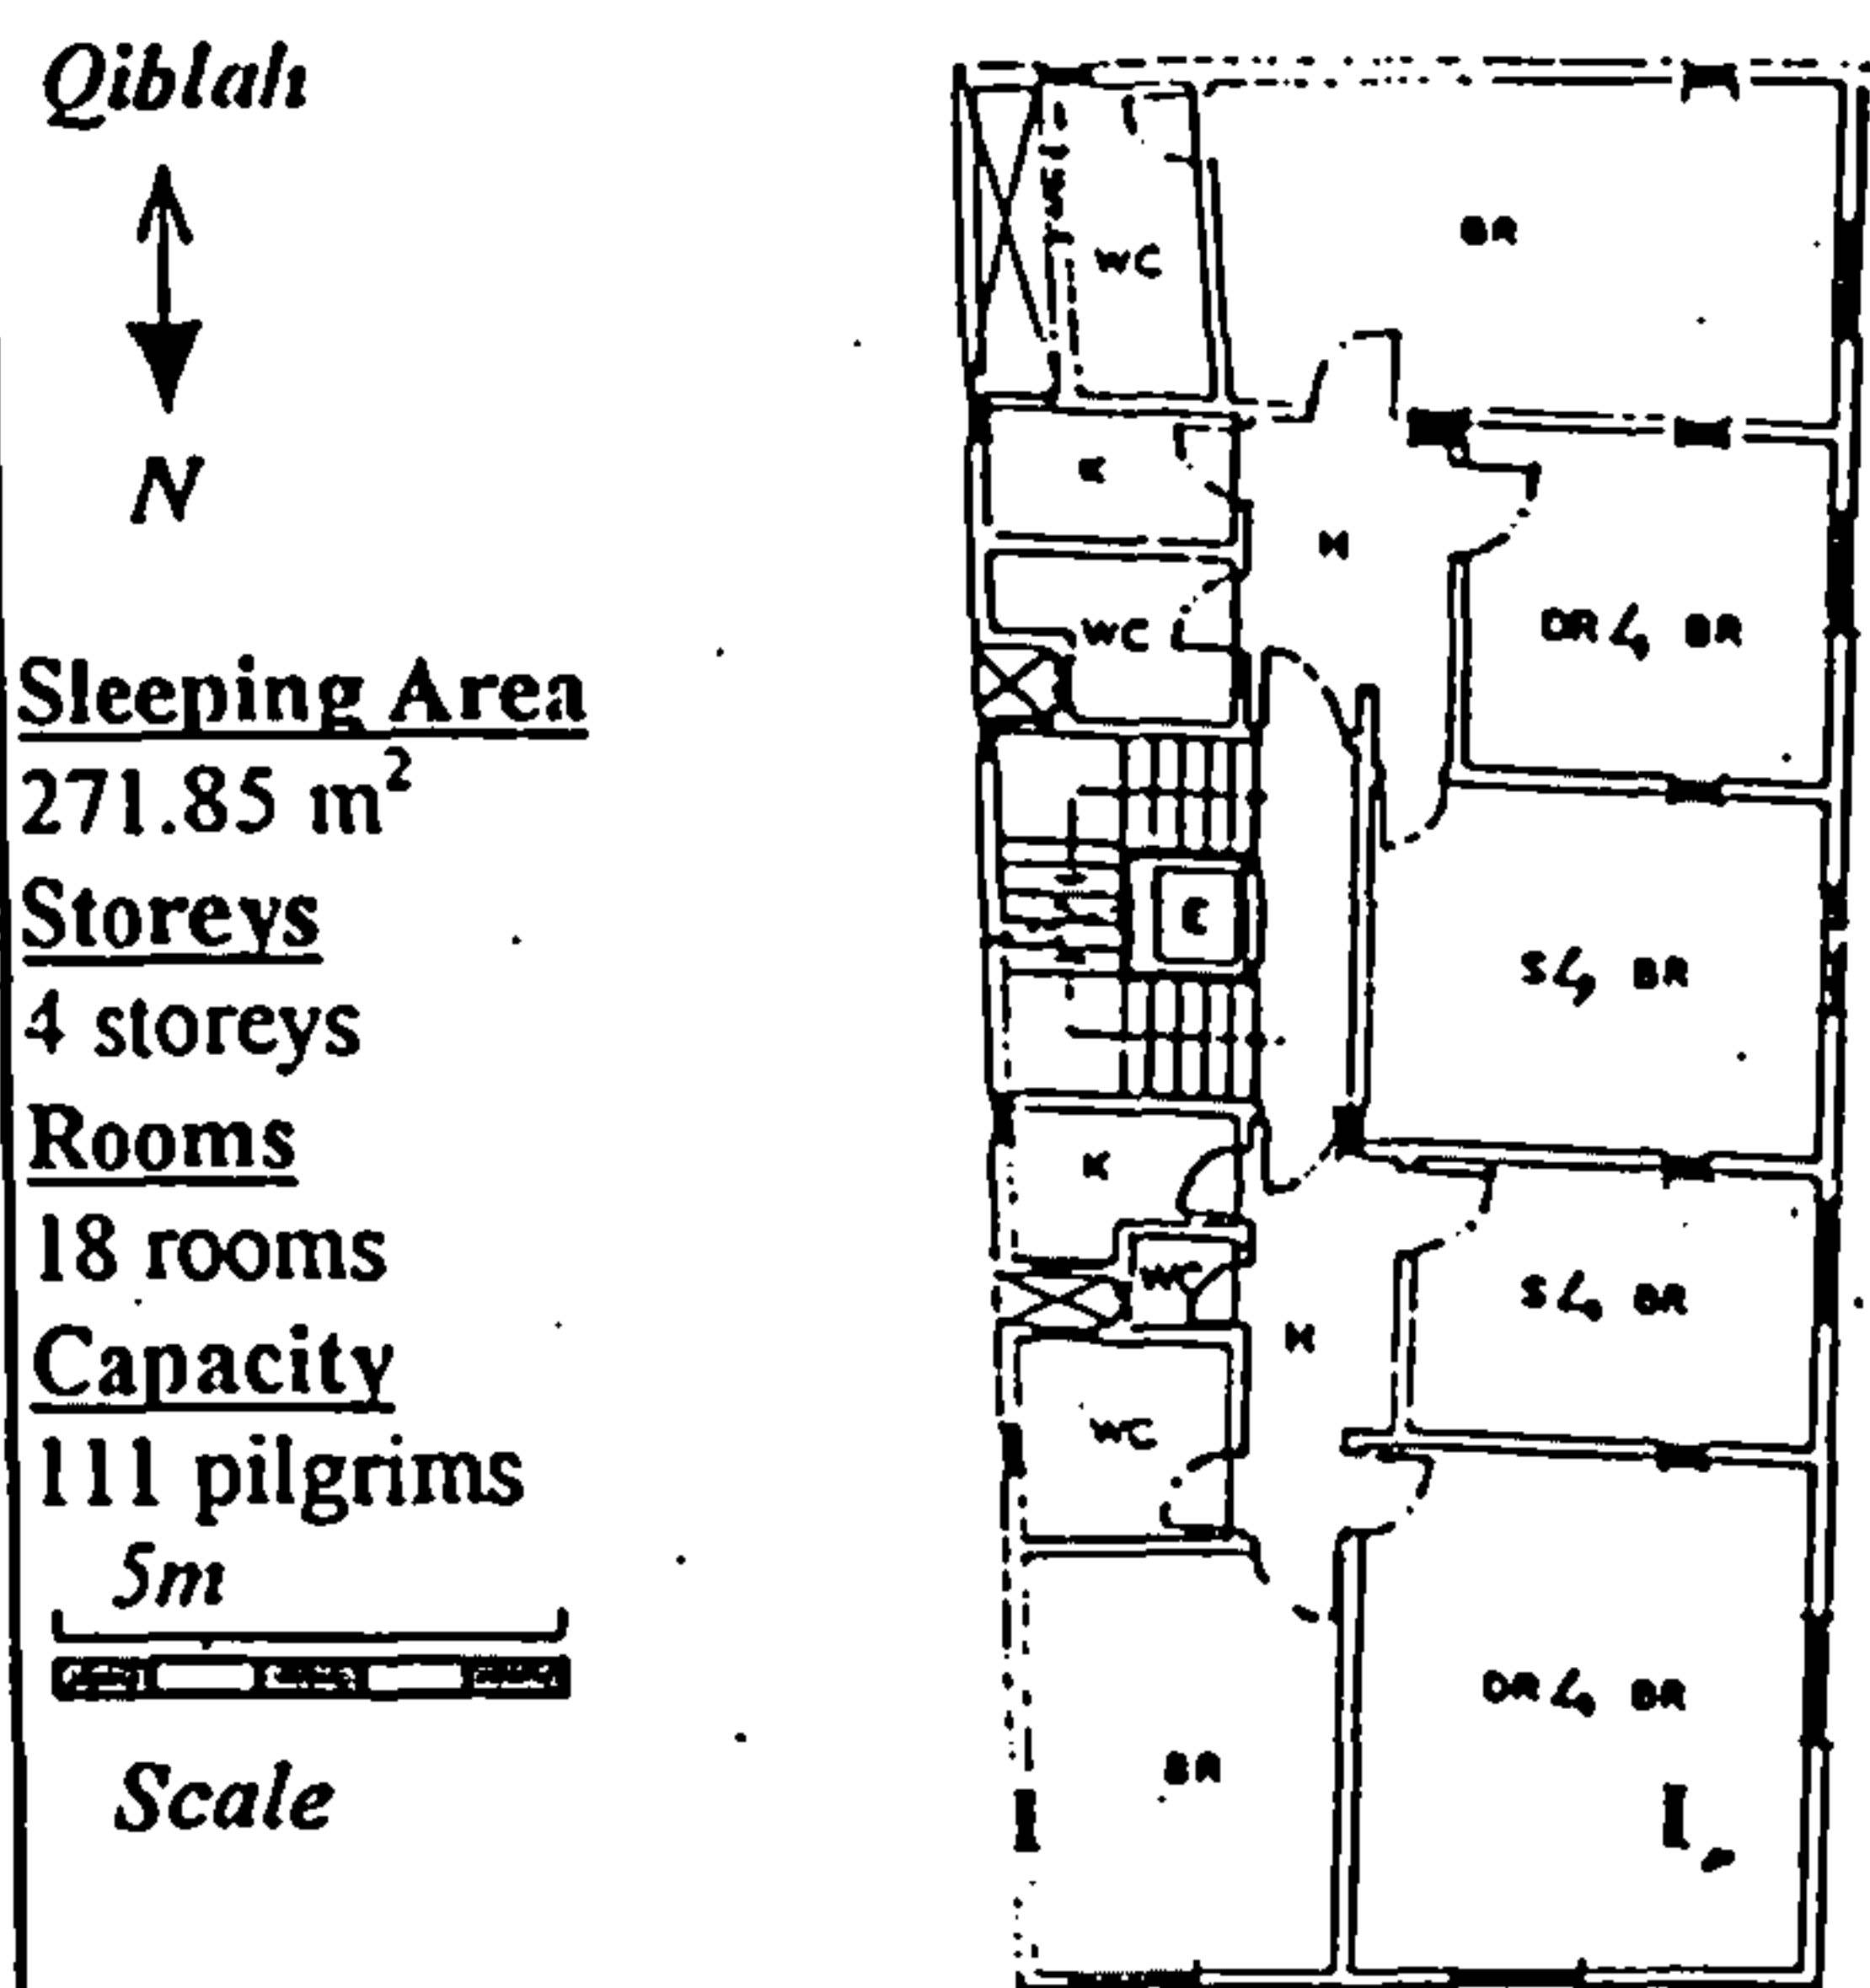 Qiblah
N
Sleeping Area
271.85 m²
Storeys
4 storeys
Rooms
18 rooms
Capacity
111 pilgrims
5m
Scale
WC
BR
K
H
WC
DR & BR
C
S & BR
K
WC
S & BR
H
WC
DR & BR
BR